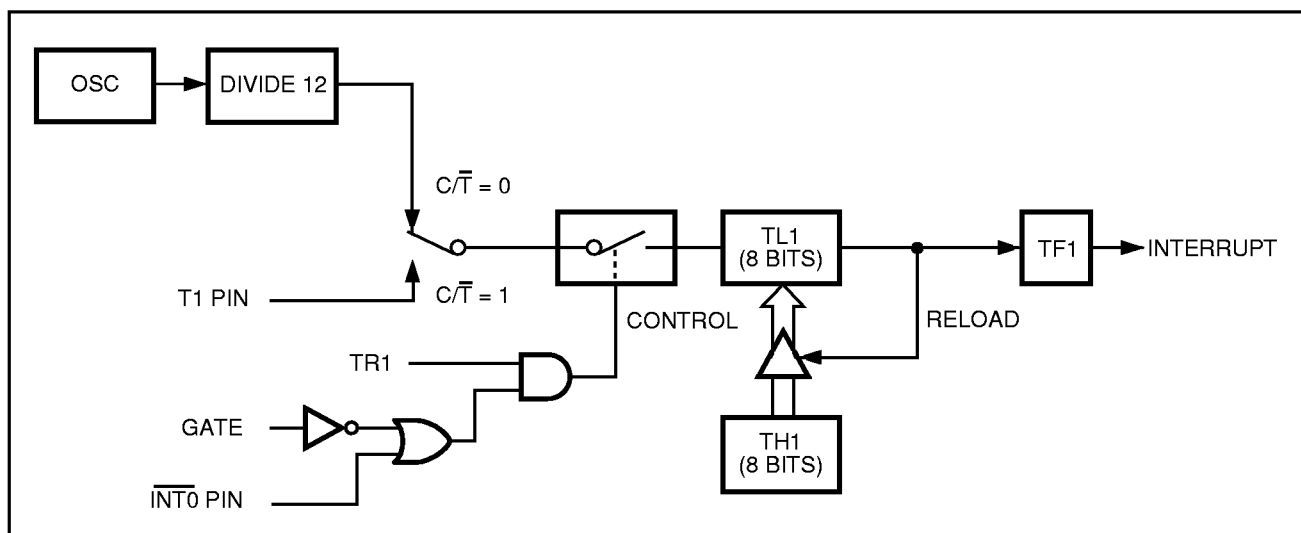 OSC
DIVIDE 12
C/T̅ = 0
TL1
(8 BITS)
TF1
INTERRUPT
T1 PIN
C/T̅ = 1
CONTROL
RELOAD
TR1
GATE
TH1
(8 BITS)
I̅N̅T̅0̅ PIN